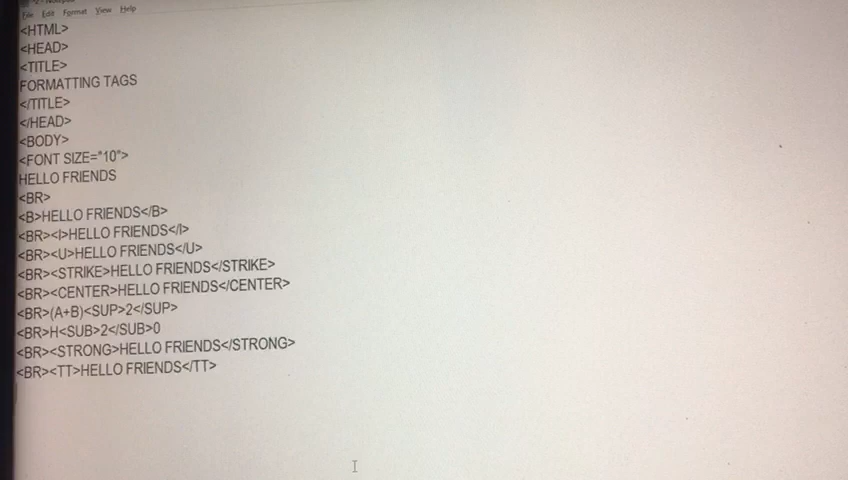 File Edit Format View Help
<HTML>
<HEAD>
<TITLE>
FORMATTING TAGS
</TITLE>
</HEAD>
<BODY>
<FONT SIZE="10">
HELLO FRIENDS
<BR>
<B>HELLO FRIENDS</B>
<BR><I>HELLO FRIENDS</I>
<BR><U>HELLO FRIENDS</U>
<BR><STRIKE>HELLO FRIENDS</STRIKE>
<BR><CENTER>HELLO FRIENDS</CENTER>
<BR>(A+B)<SUP>2</SUP>
<BR>H<SUB>2</SUB>0
<BR><STRONG>HELLO FRIENDS</STRONG>
<BR><TT>HELLO FRIENDS</TT>